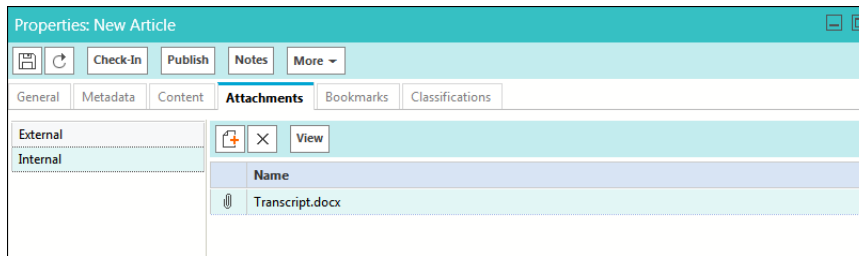 Properties: New Article
Check-In Publish Notes More
General Metadata Content Attachments Bookmarks Classifications
External
Internal
View
Name
Transcript.docx